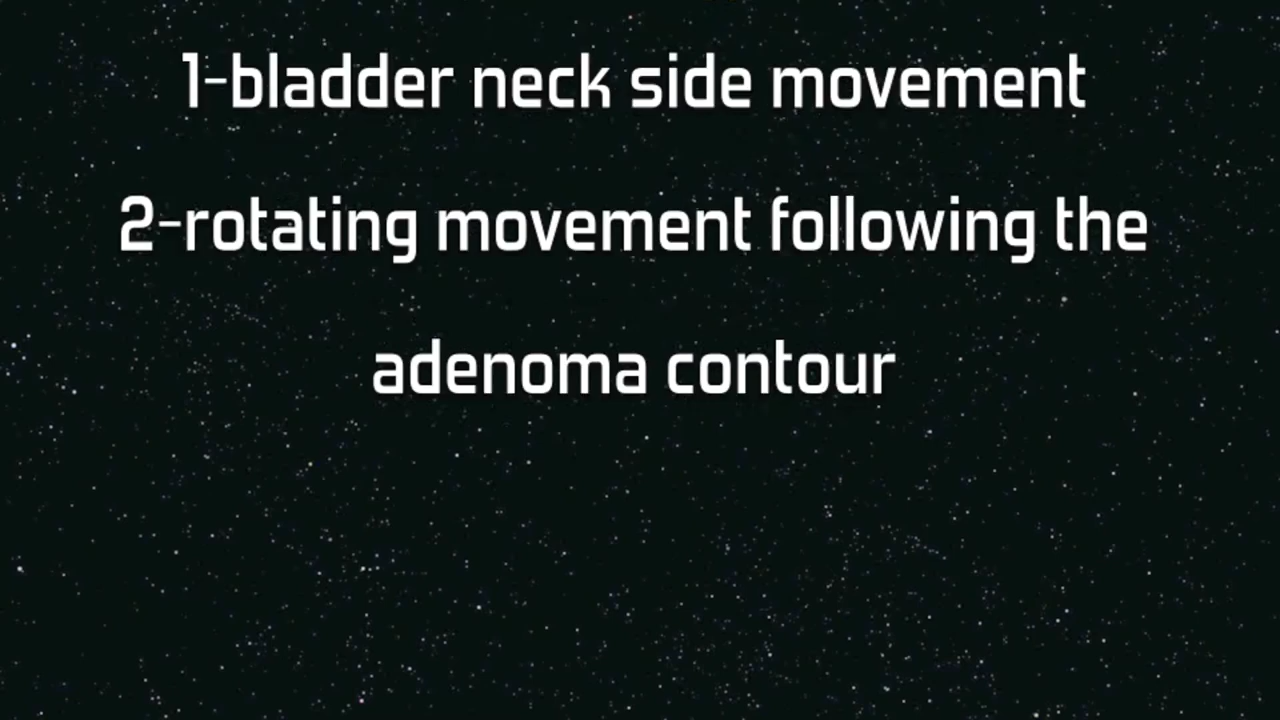 1-bladder neck side movement
2-rotating movement following the
adenoma contour